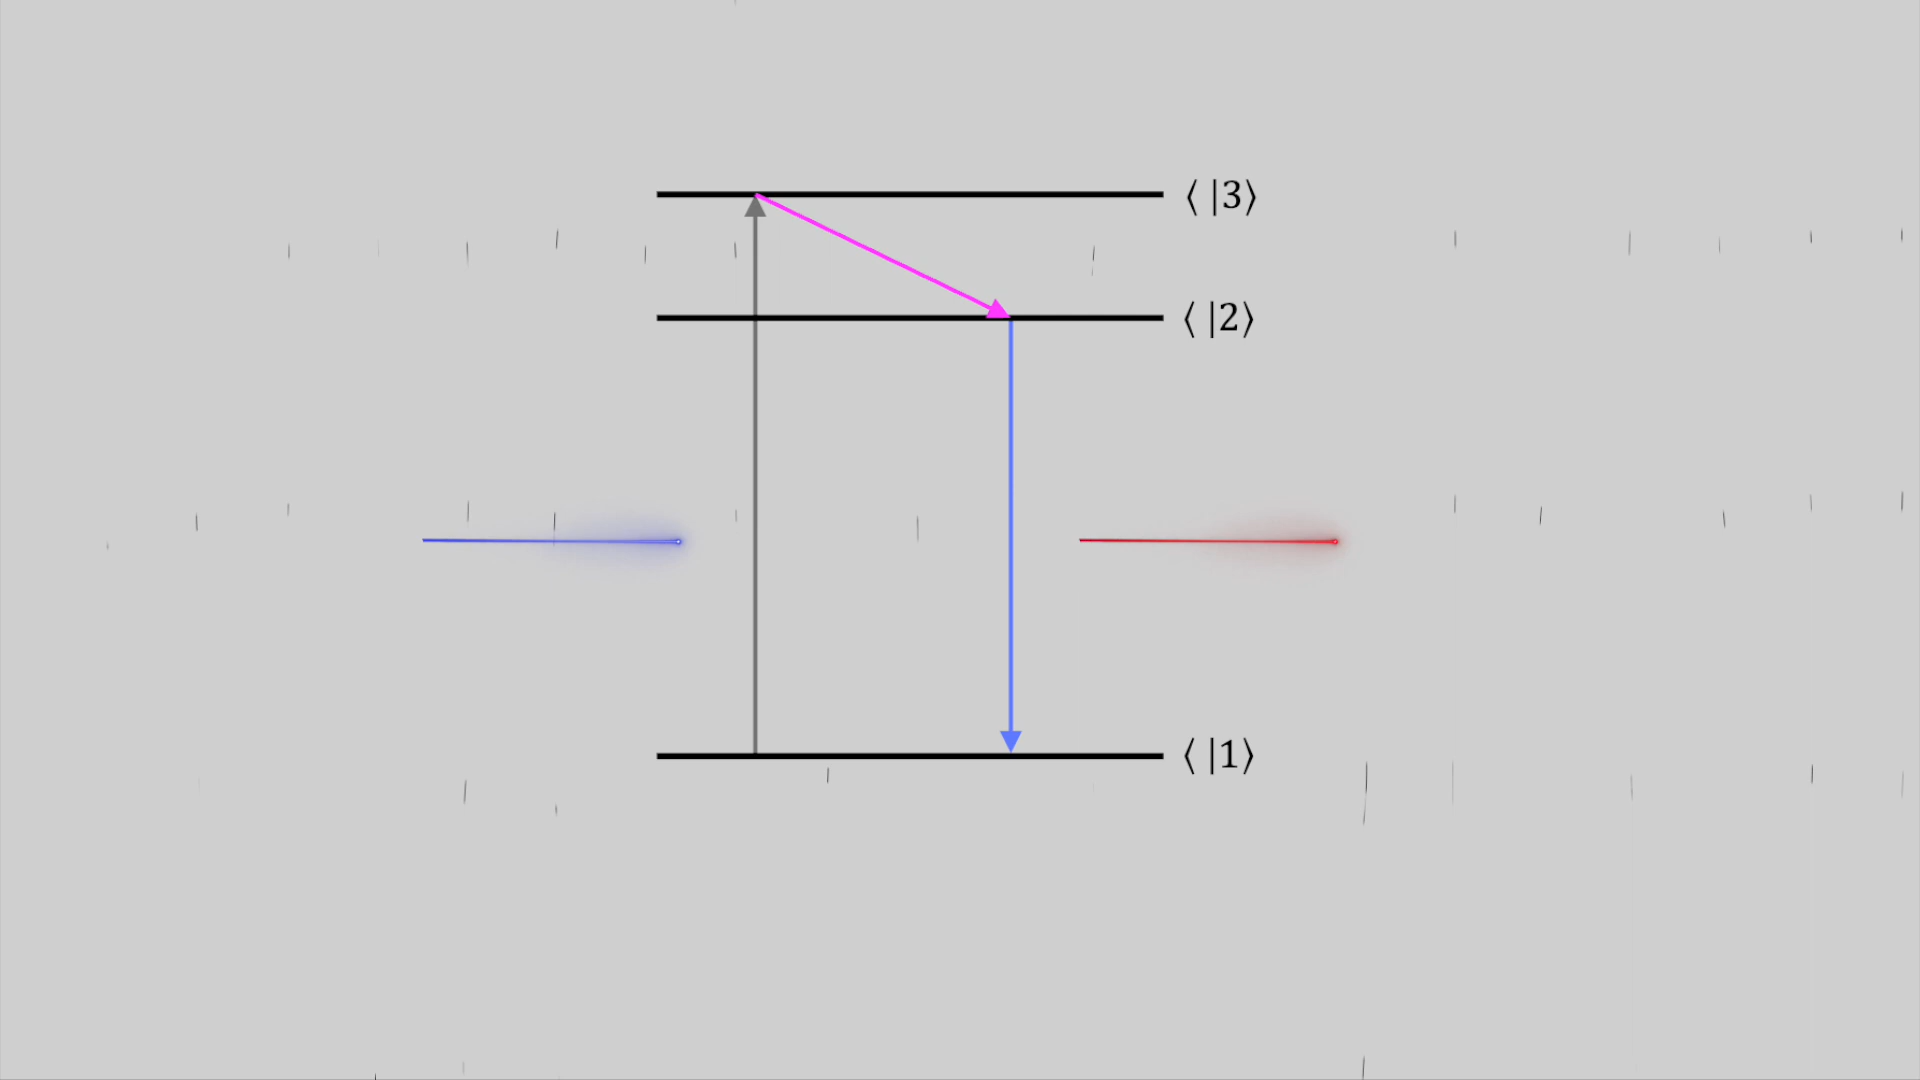 ⟨ |3⟩
⟨ |2⟩
⟨ |1⟩